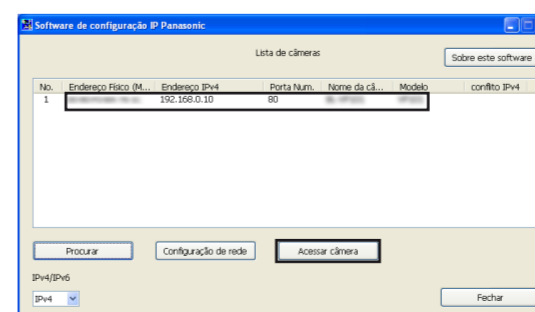 Software de configuração IP Panasonic
Lista de câmeras
Sobre este software
No. Endereço Físico (M... Endereço IPv4 Porta Num. Nome da câ... Modelo conflito IPv4
1 192.168.0.10 80
Procurar Configuração de rede Acessar câmera
IPv4/IPv6
IPv4 Fechar